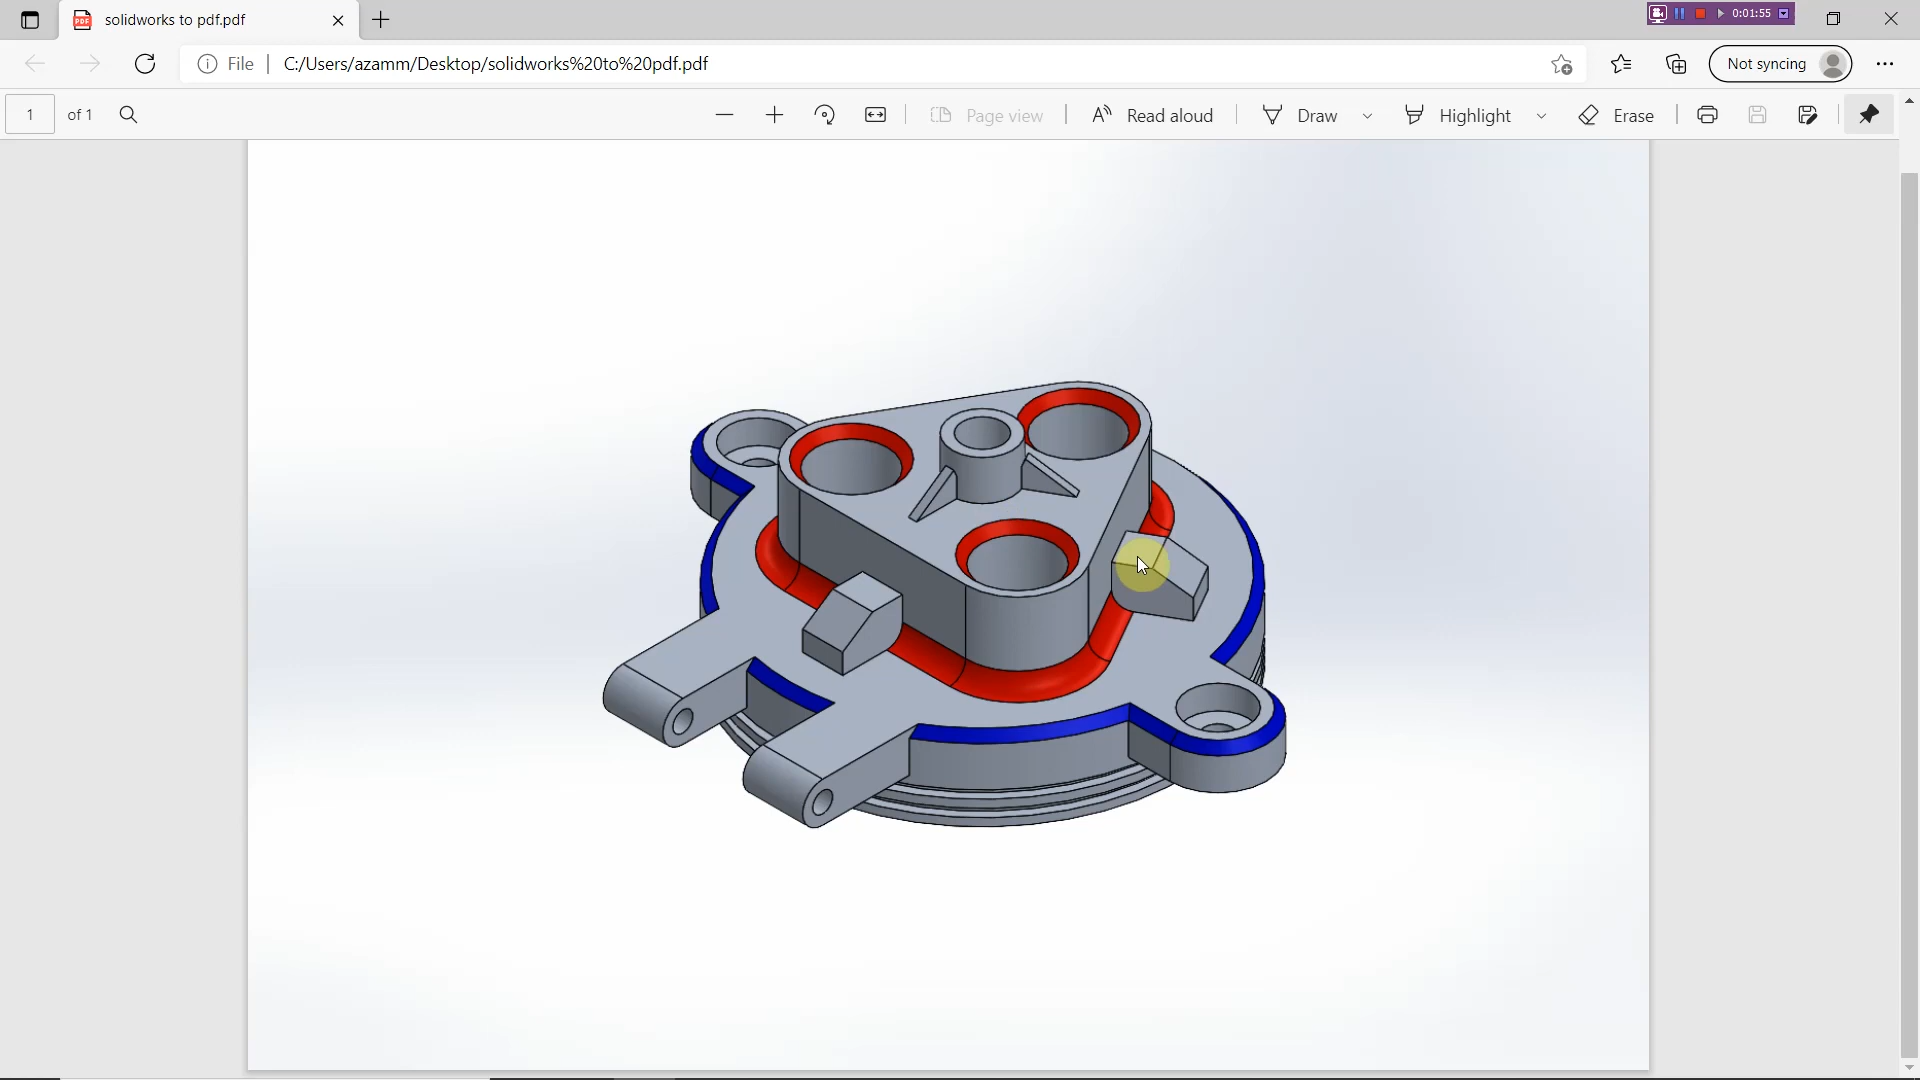 solidworks to pdf.pdf
0:01:55
File
C:/Users/azamm/Desktop/solidworks%20to%20pdf.pdf
Not syncing
1 of 1
Page view
Read aloud
Draw
Highlight
Erase